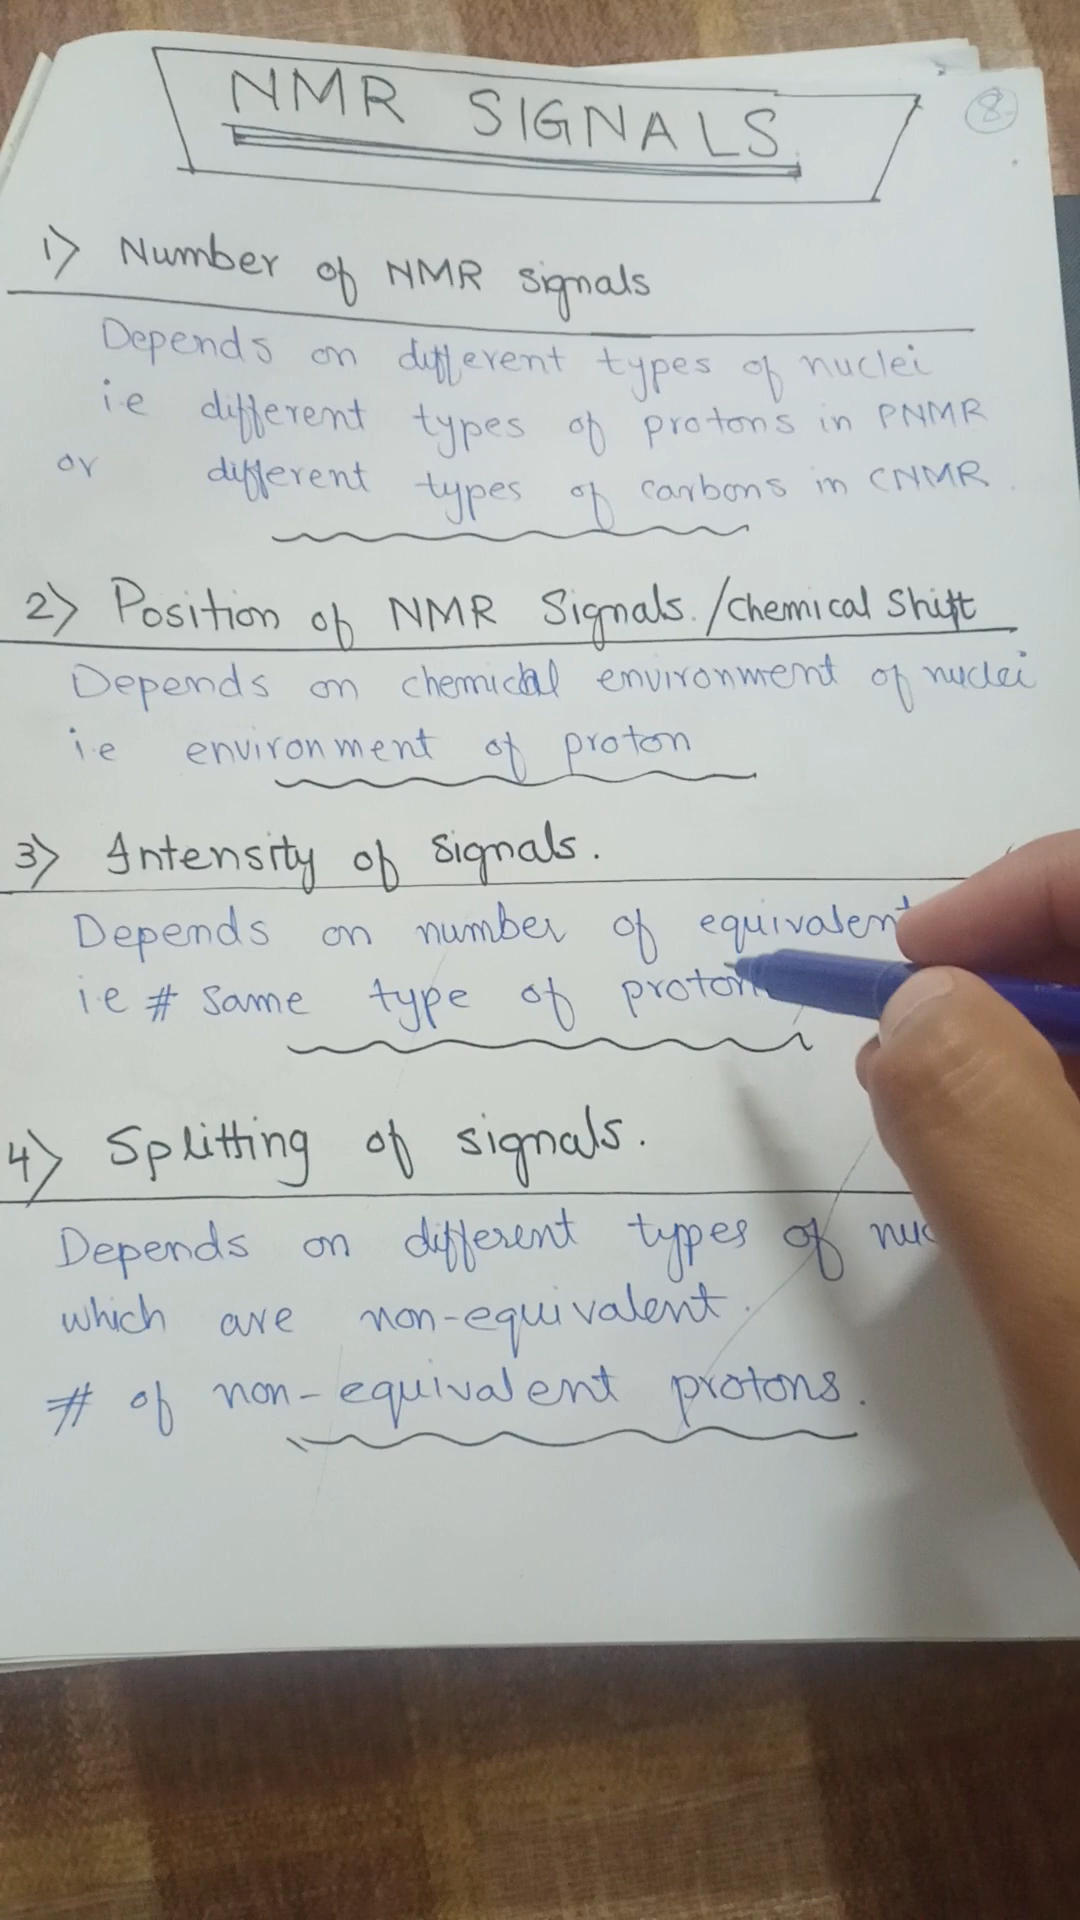 NMR SIGNALS
8
1) Number of NMR signals
Depends on different types of nuclei
i.e different types of protons in PNMR
or different types of carbons in CNMR.
2) Position of NMR Signals./Chemical Shift
Depends on chemical environment of nuclei
i.e environment of proton
3) Intensity of signals.
Depends on number of equivalent
i.e # same type of proton
4) Splitting of signals.
Depends on different types of
which are non-equivalent.
# of non-equivalent protons.